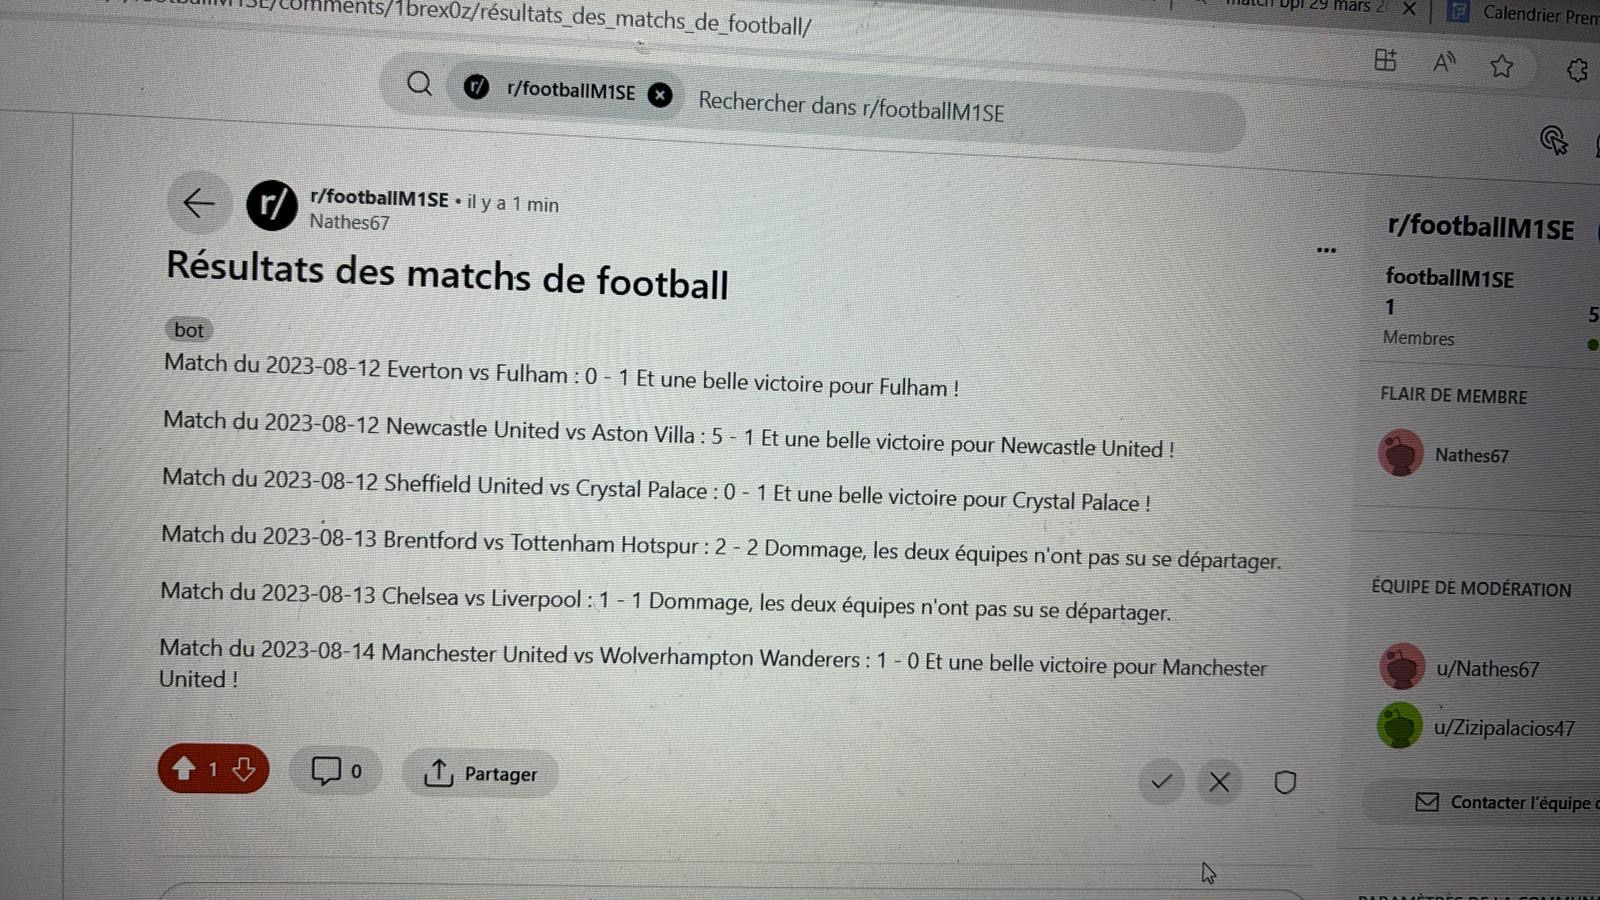 comments/1brex0z/résultats_des_matchs_de_football/
29 mars 2
Calendrier Prem
r/footballM1SE
Rechercher dans r/footballM1SE
r/footballM1SE • il y a 1 min
Nathes67
Résultats des matchs de football
bot
Match du 2023-08-12 Everton vs Fulham : 0 - 1 Et une belle victoire pour Fulham !
Match du 2023-08-12 Newcastle United vs Aston Villa : 5 - 1 Et une belle victoire pour Newcastle United !
Match du 2023-08-12 Sheffield United vs Crystal Palace : 0 - 1 Et une belle victoire pour Crystal Palace !
Match du 2023-08-13 Brentford vs Tottenham Hotspur : 2 - 2 Dommage, les deux équipes n'ont pas su se départager.
Match du 2023-08-13 Chelsea vs Liverpool : 1 - 1 Dommage, les deux équipes n'ont pas su se départager.
Match du 2023-08-14 Manchester United vs Wolverhampton Wanderers : 1 - 0 Et une belle victoire pour Manchester
United !
1
0
Partager
r/footballM1SE
footballM1SE
1
5
Membres
FLAIR DE MEMBRE
Nathes67
ÉQUIPE DE MODÉRATION
u/Nathes67
u/Zizipalacios47
Contacter l'équipe